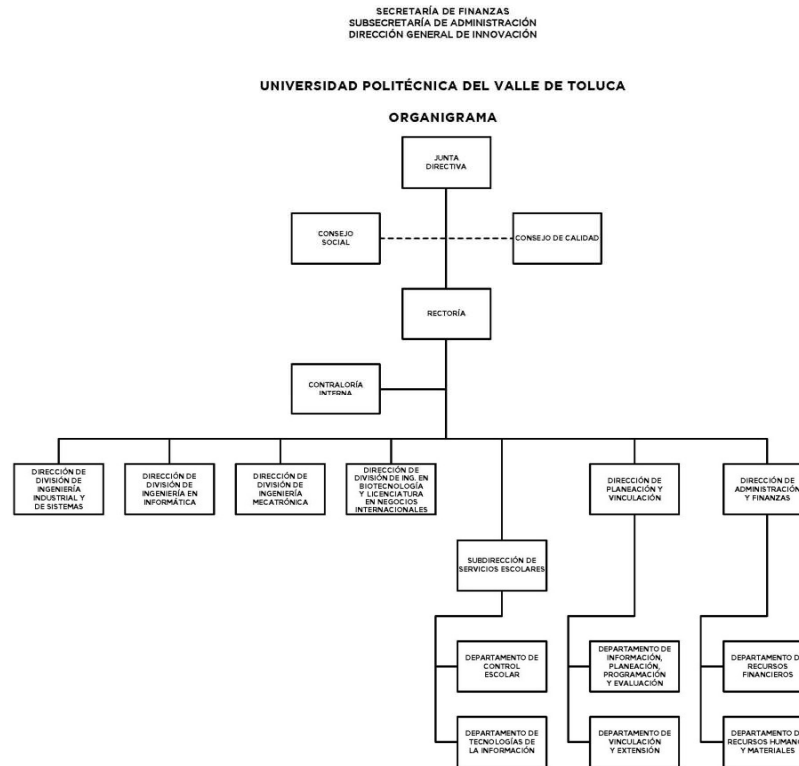 SECRETARÍA DE FINANZAS
SUBSECRETARÍA DE ADMINISTRACIÓN
DIRECCIÓN GENERAL DE INNOVACIÓN
UNIVERSIDAD POLITÉCNICA DEL VALLE DE TOLUCA
ORGANIGRAMA
JUNTA
DIRECTIVA
CONSEJO
SOCIAL
CONSEJO DE CALIDAD
RECTORÍA
CONTRALORÍA
INTERNA
DIRECCIÓN DE
DIVISIÓN DE
INGENIERÍA
INDUSTRIAL Y
DE SISTEMAS
DIRECCIÓN DE
DIVISIÓN DE
INGENIERÍA EN
INFORMÁTICA
DIRECCIÓN DE
DIVISIÓN DE
INGENIERÍA
MECATRÓNICA
DIRECCIÓN DE
DIVISIÓN DE ING. EN
BIOTECNOLOGÍA
Y LICENCIATURA
EN NEGOCIOS
INTERNACIONALES
DIRECCIÓN DE
PLANEACIÓN Y
VINCULACIÓN
DIRECCIÓN DE
ADMINISTRACIÓN
Y FINANZAS
SUBDIRECCIÓN DE
SERVICIOS ESCOLARES
DEPARTAMENTO DE
CONTROL
ESCOLAR
DEPARTAMENTO DE
INFORMACIÓN,
PLANEACIÓN,
PROGRAMACIÓN
Y EVALUACIÓN
DEPARTAMENTO D
RECURSOS
FINANCIEROS
DEPARTAMENTO DE
TECNOLOGÍAS DE
LA INFORMACIÓN
DEPARTAMENTO DE
VINCULACIÓN
Y EXTENSIÓN
DEPARTAMENTO D
RECURSOS HUMANO
Y MATERIALES